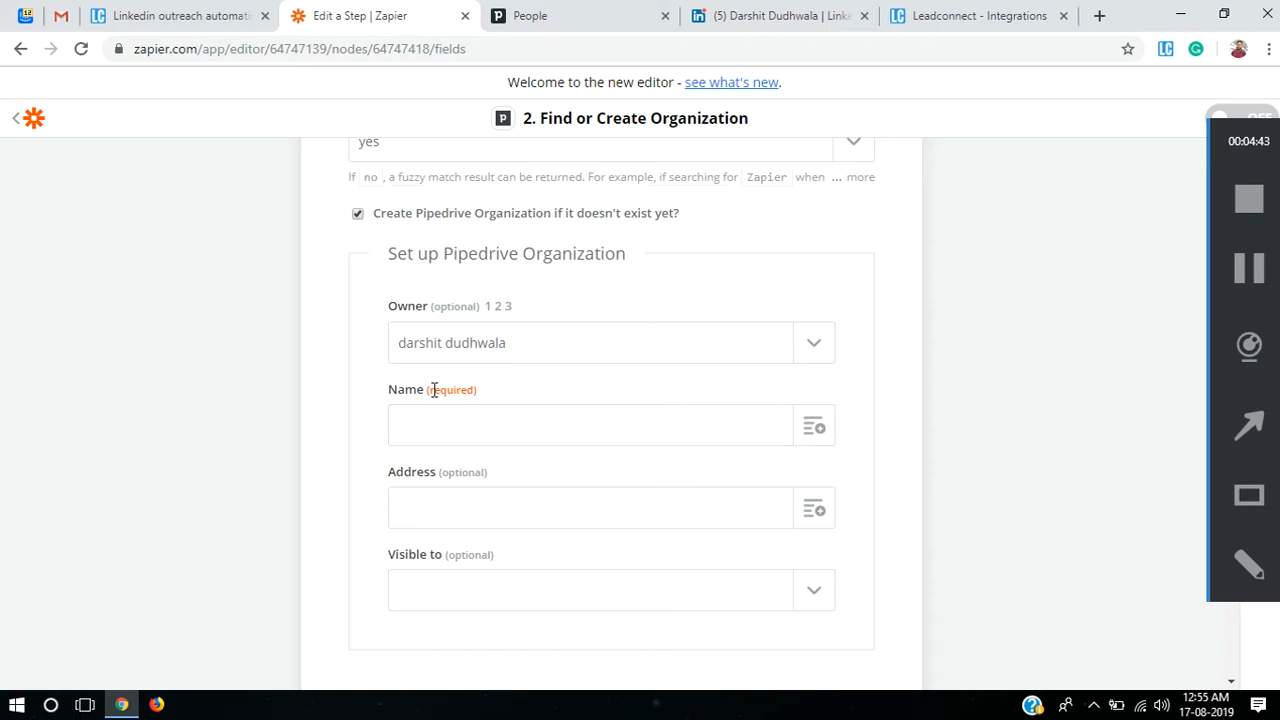 12
Linkedin outreach automati
Edit a Step | Zapier
People
(5) Darshit Dudhwala | Linke
Leadconnect - Integrations
zapier.com/app/editor/64747139/nodes/64747418/fields
Welcome to the new editor - see what's new.
2. Find or Create Organization
OFF
00:04:43
yes
If no , a fuzzy match result can be returned. For example, if searching for Zapier when ... more
Create Pipedrive Organization if it doesn't exist yet?
Set up Pipedrive Organization
Owner (optional) 1 2 3
darshit dudhwala
Name (required)
Address (optional)
Visible to (optional)
12:55 AM
17-08-2019